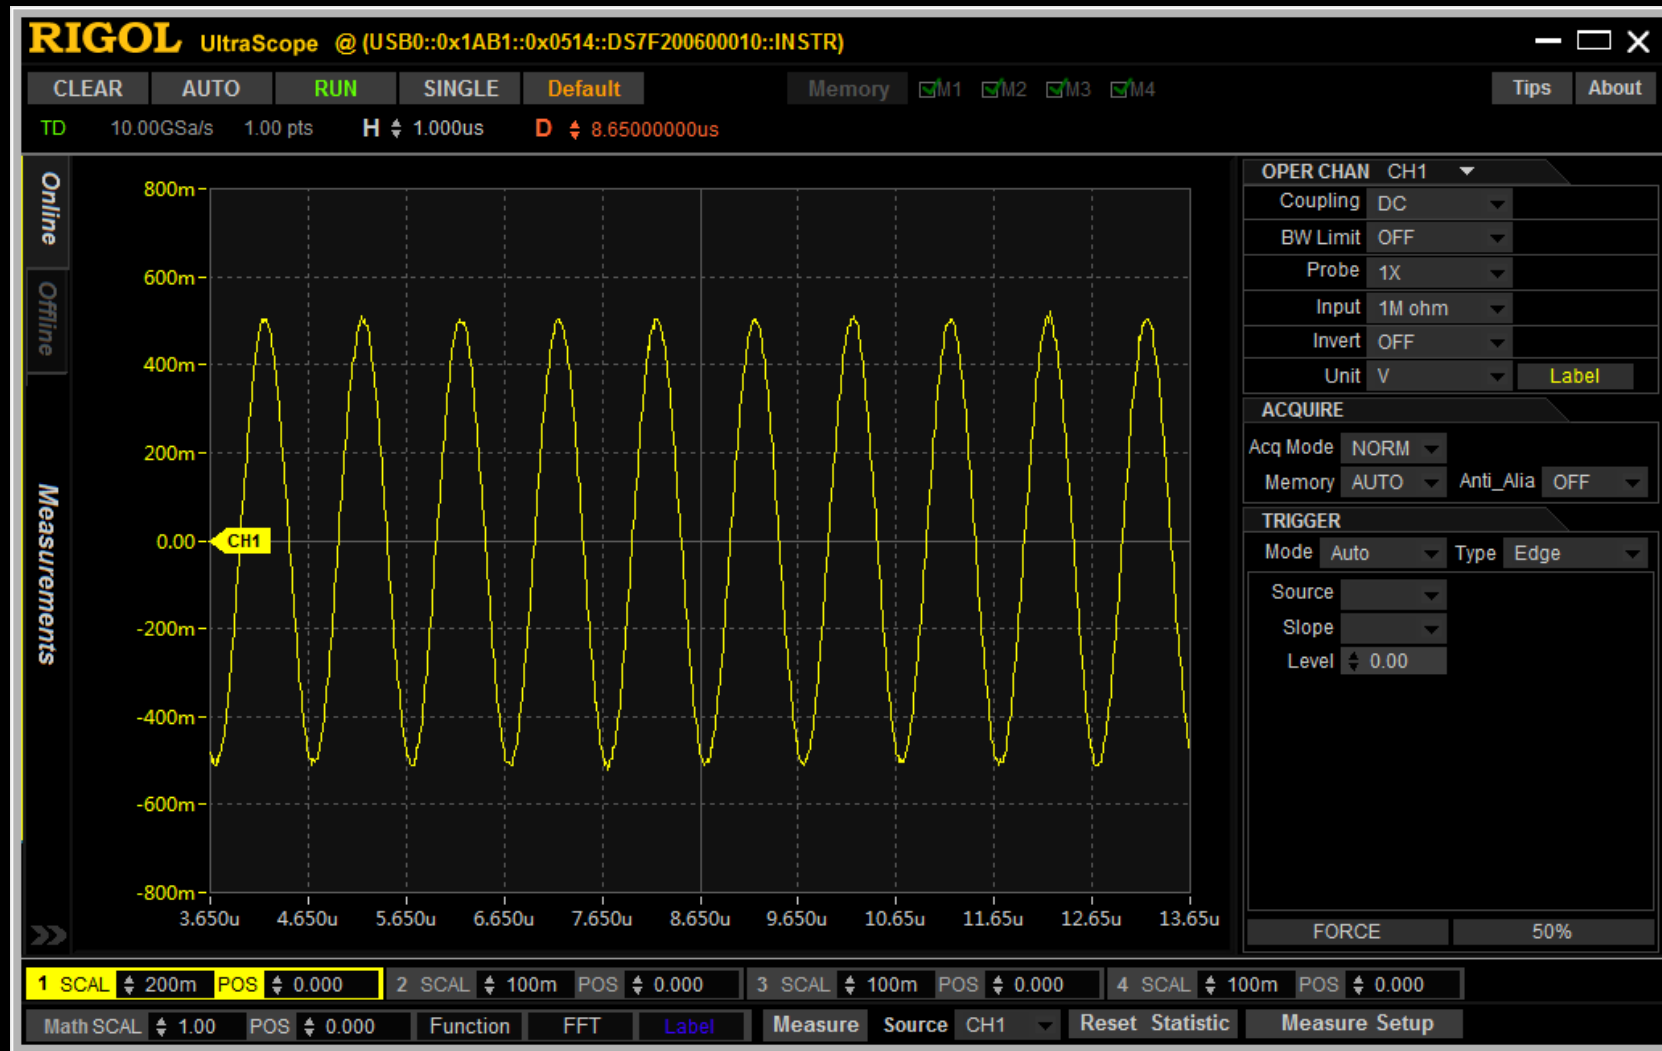 RIGOL UltraScope @ (USB0::0x1AB1::0x0514::DS7F200600010::INSTR)
CLEAR AUTO RUN SINGLE Default Memory M1 M2 M3 M4 Tips About
TD 10.00GSa/s 1.00 pts H 1.000us D 8.65000000us
Online
Offline
Measurements
800m
600m
400m
200m
0.00
-200m
-400m
-600m
-800m
CH1
3.650u 4.650u 5.650u 6.650u 7.650u 8.650u 9.650u 10.65u 11.65u 12.65u 13.65u
OPER CHAN CH1
Coupling DC
BW Limit OFF
Probe 1X
Input 1M ohm
Invert OFF
Unit V Label
ACQUIRE
Acq Mode NORM
Memory AUTO Anti_Alia OFF
TRIGGER
Mode Auto Type Edge
Source
Slope
Level 0.00
FORCE 50%
1 SCAL 200m POS 0.000 2 SCAL 100m POS 0.000 3 SCAL 100m POS 0.000 4 SCAL 100m POS 0.000
Math SCAL 1.00 POS 0.000 Function FFT Label Measure Source CH1 Reset Statistic Measure Setup